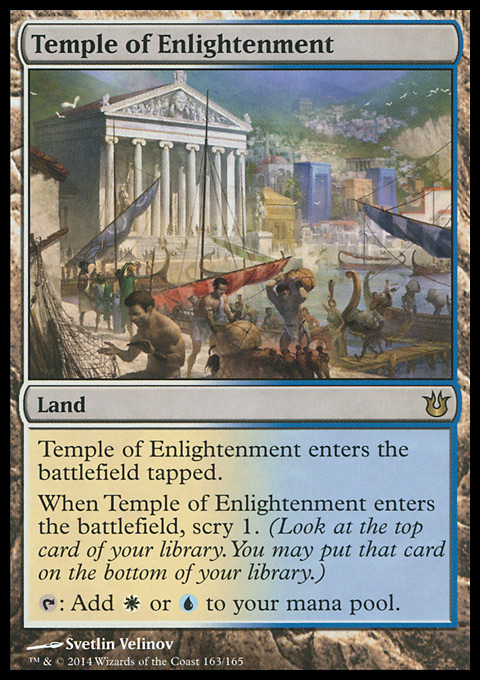 Temple of Enlightenment
Land
Temple of Enlightenment enters the
battlefield tapped.
When Temple of Enlightenment enters
the battlefield, scry 1. (Look at the top
card of your library. You may put that card
on the bottom of your library.)
: Add or to your mana pool.
Svetlin Velinov
™ & © 2014 Wizards of the Coast 163/165